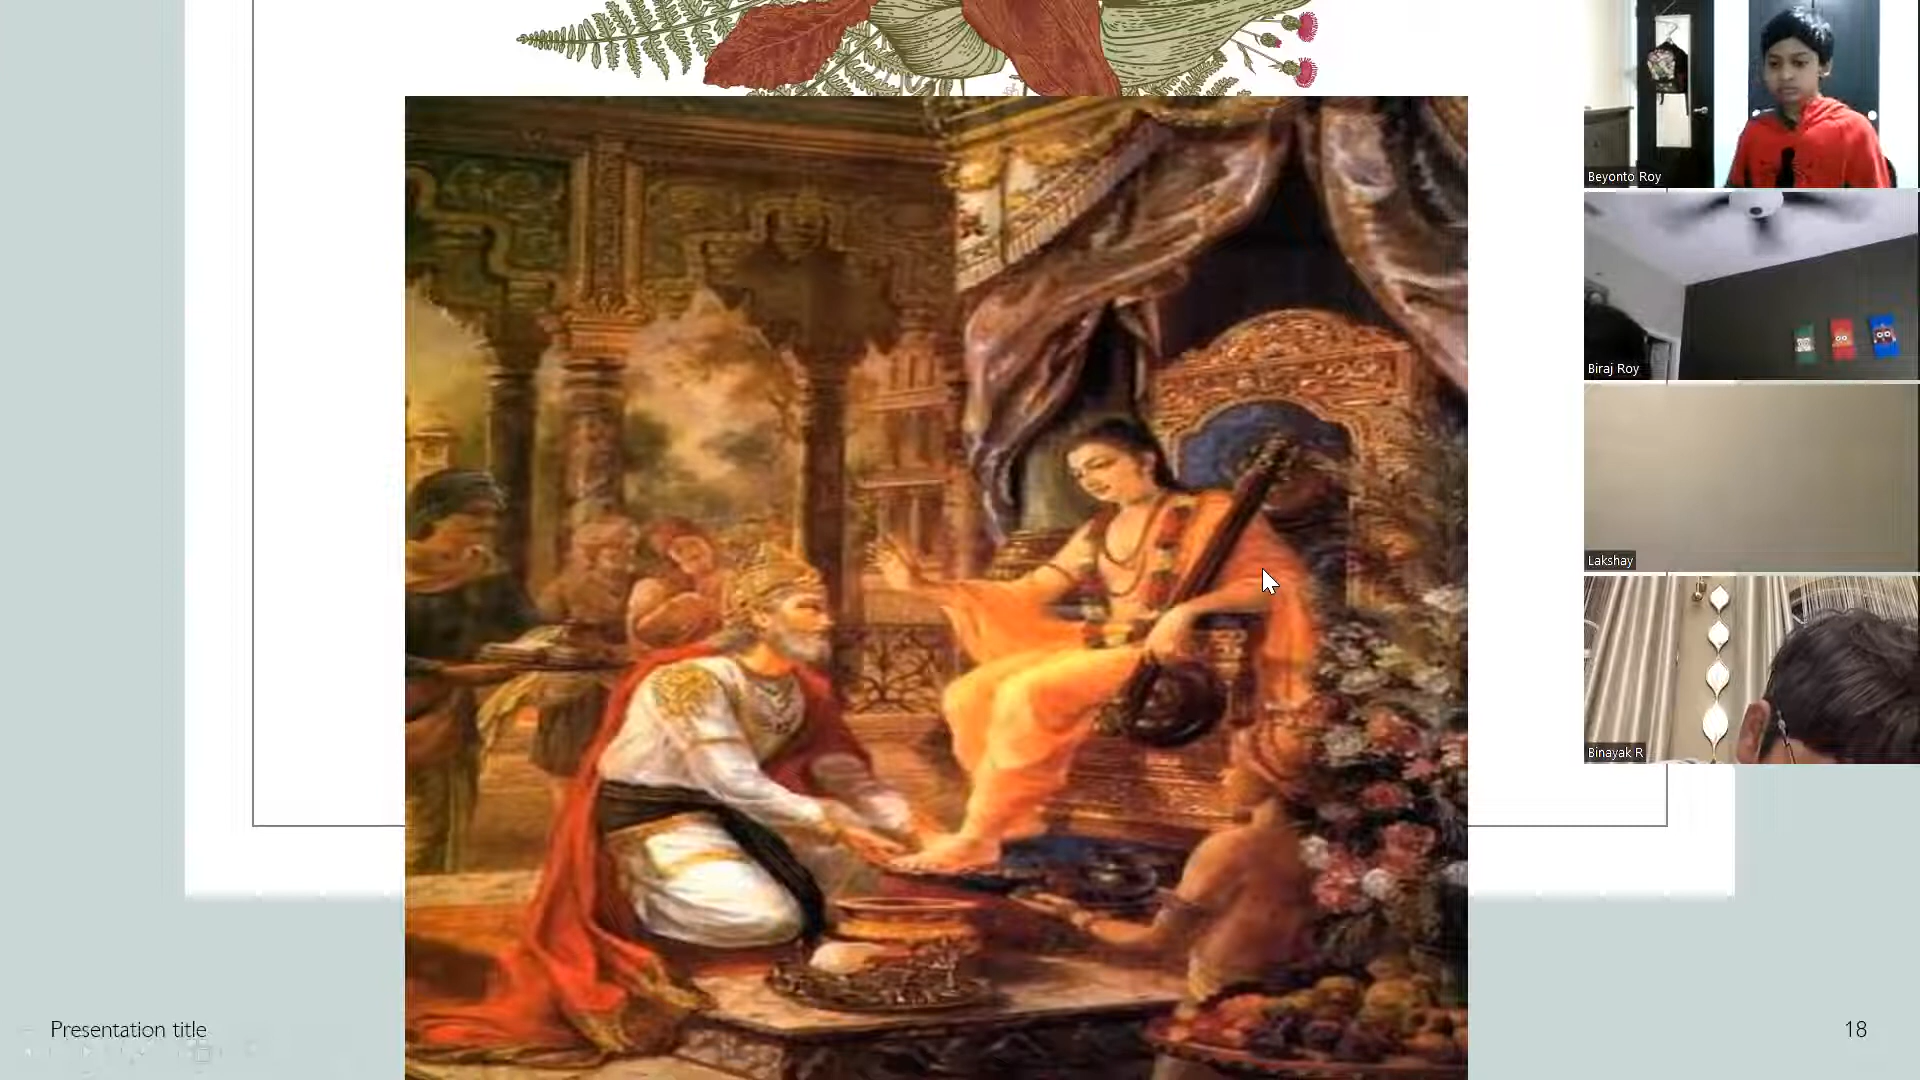 Beyonto Roy
Biraj Roy
Lakshay
Binayak R
Presentation title
18